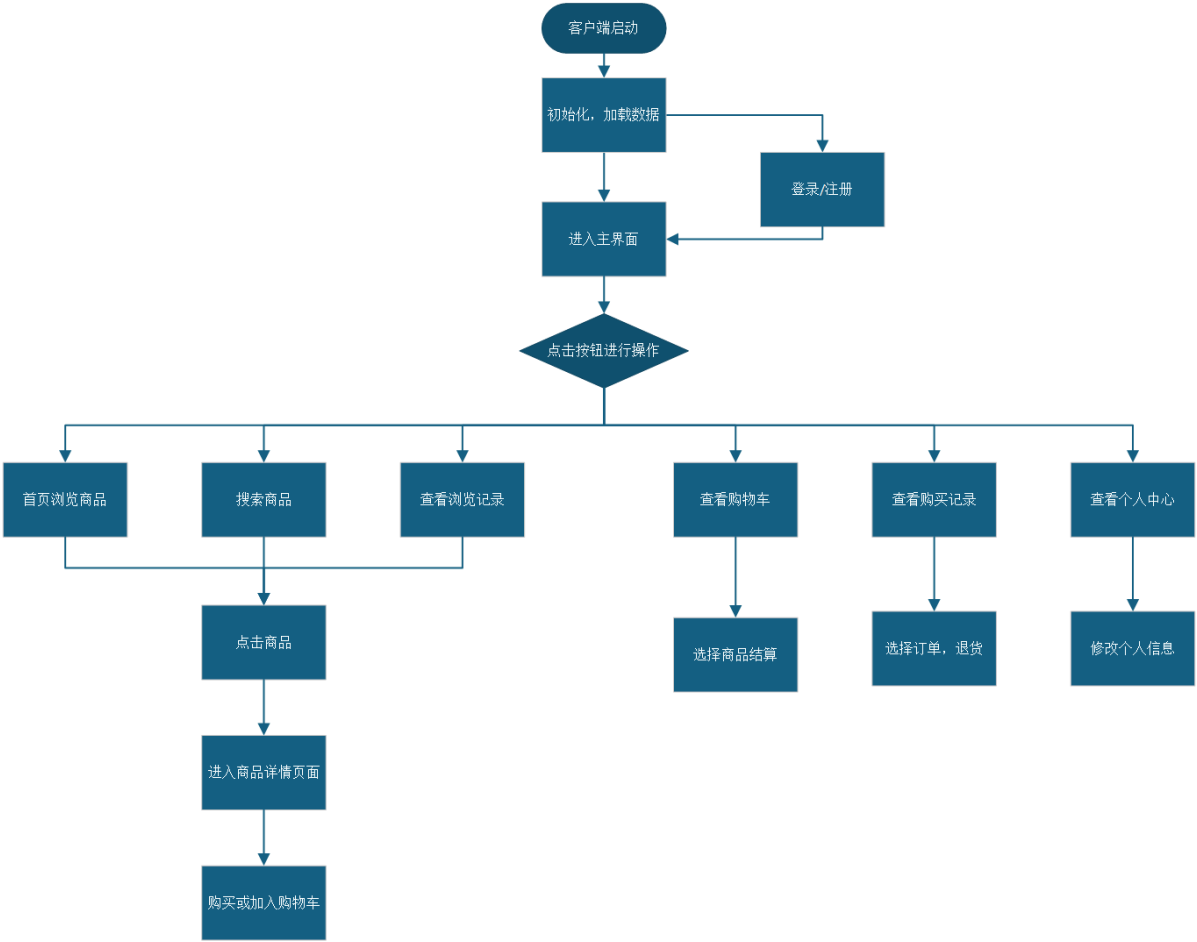 客户端启动
初始化，加载数据
登录/注册
进入主界面
点击按钮进行操作
首页浏览商品
搜索商品
查看浏览记录
查看购物车
查看购买记录
查看个人中心
点击商品
选择商品结算
选择订单，退货
修改个人信息
进入商品详情页面
购买或加入购物车